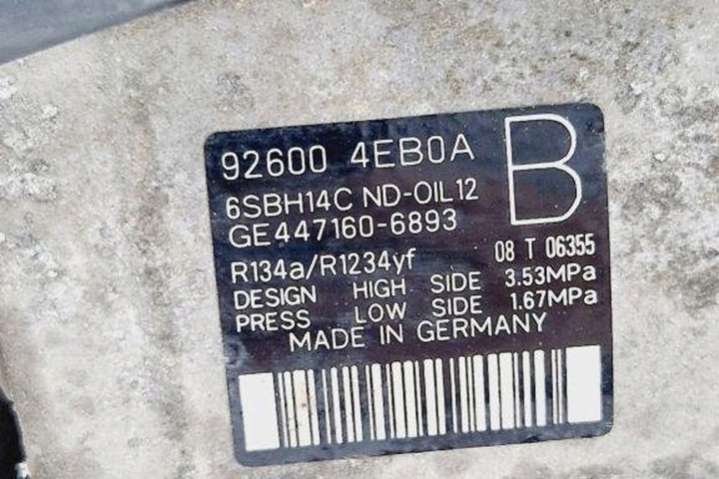 92600 4EB0A B
6SBH14C ND-OIL12
GE447160-6893
R134a/R1234yf 08 T 06355
DESIGN HIGH SIDE 3.53MPa
PRESS LOW SIDE 1.67MPa
MADE IN GERMANY